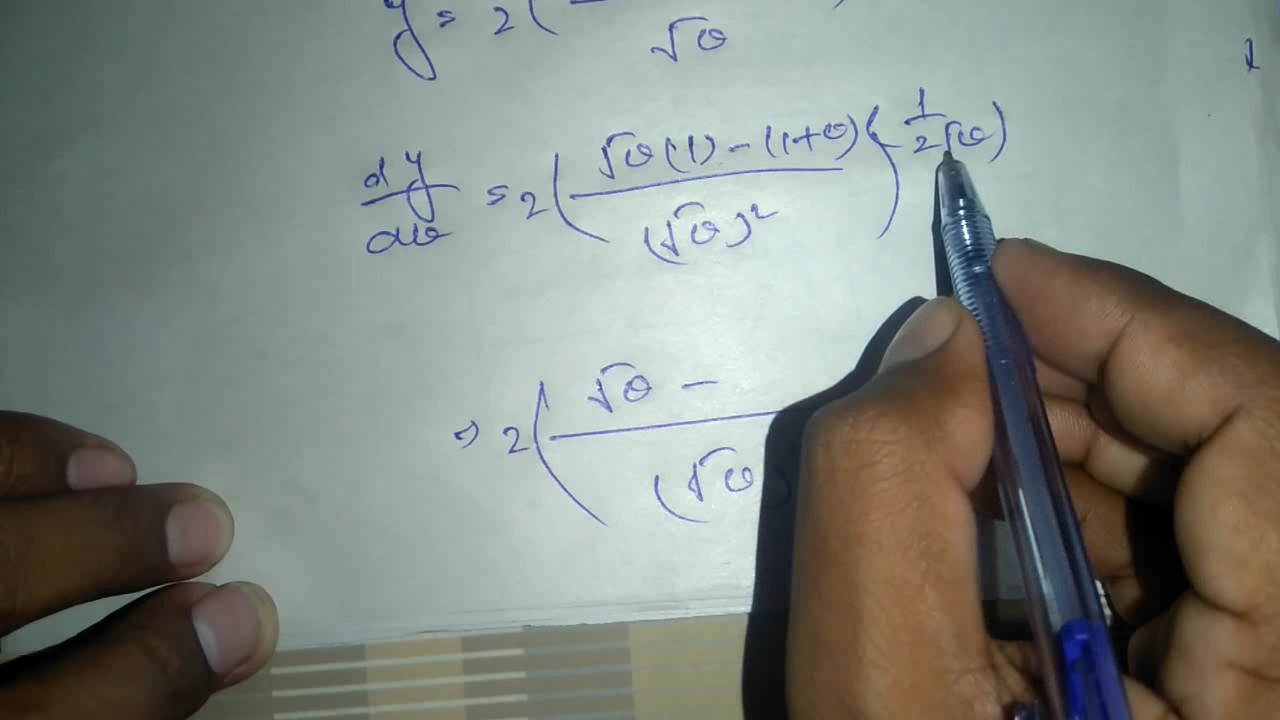 y = 2 (
√θ
dy/dθ = 2 ( √θ(1) - (1+θ) ( 1/2√θ ) / (√θ)² )
⇒ 2 ( √θ - / (√θ